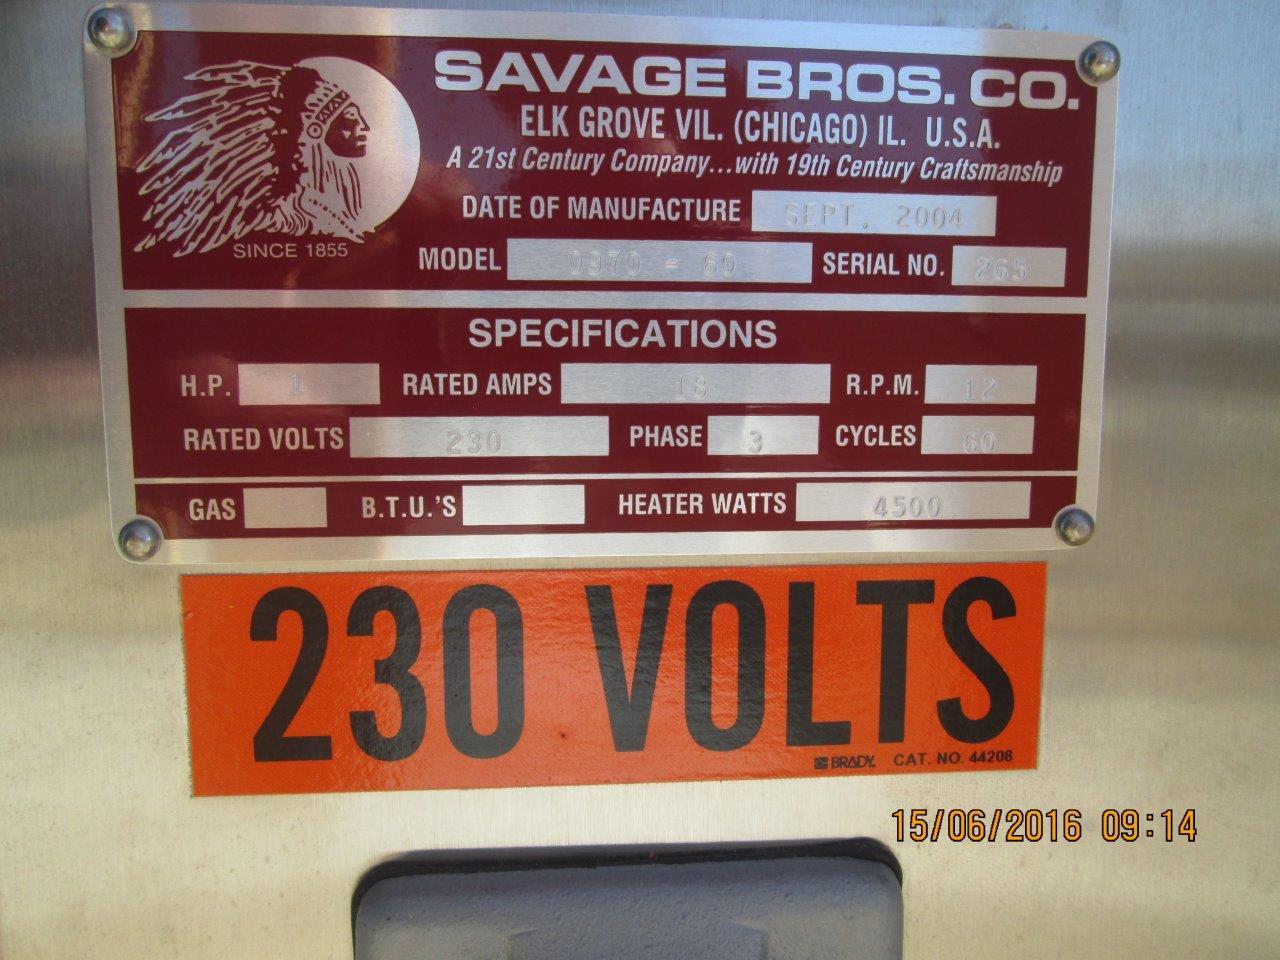 SAVAGE BROS. CO.
ELK GROVE VIL. (CHICAGO) IL. U.S.A.
A 21st Century Company...with 19th Century Craftsmanship
SINCE 1855
DATE OF MANUFACTURE SEPT. 2004
MODEL 0970 - 60 SERIAL NO. 265
SPECIFICATIONS
H.P. 1 RATED AMPS 18 R.P.M. 12
RATED VOLTS 230 PHASE 3 CYCLES 60
GAS B.T.U.'S HEATER WATTS 4500
230 VOLTS
BRADY. CAT. NO. 44208
15/06/2016 09:14